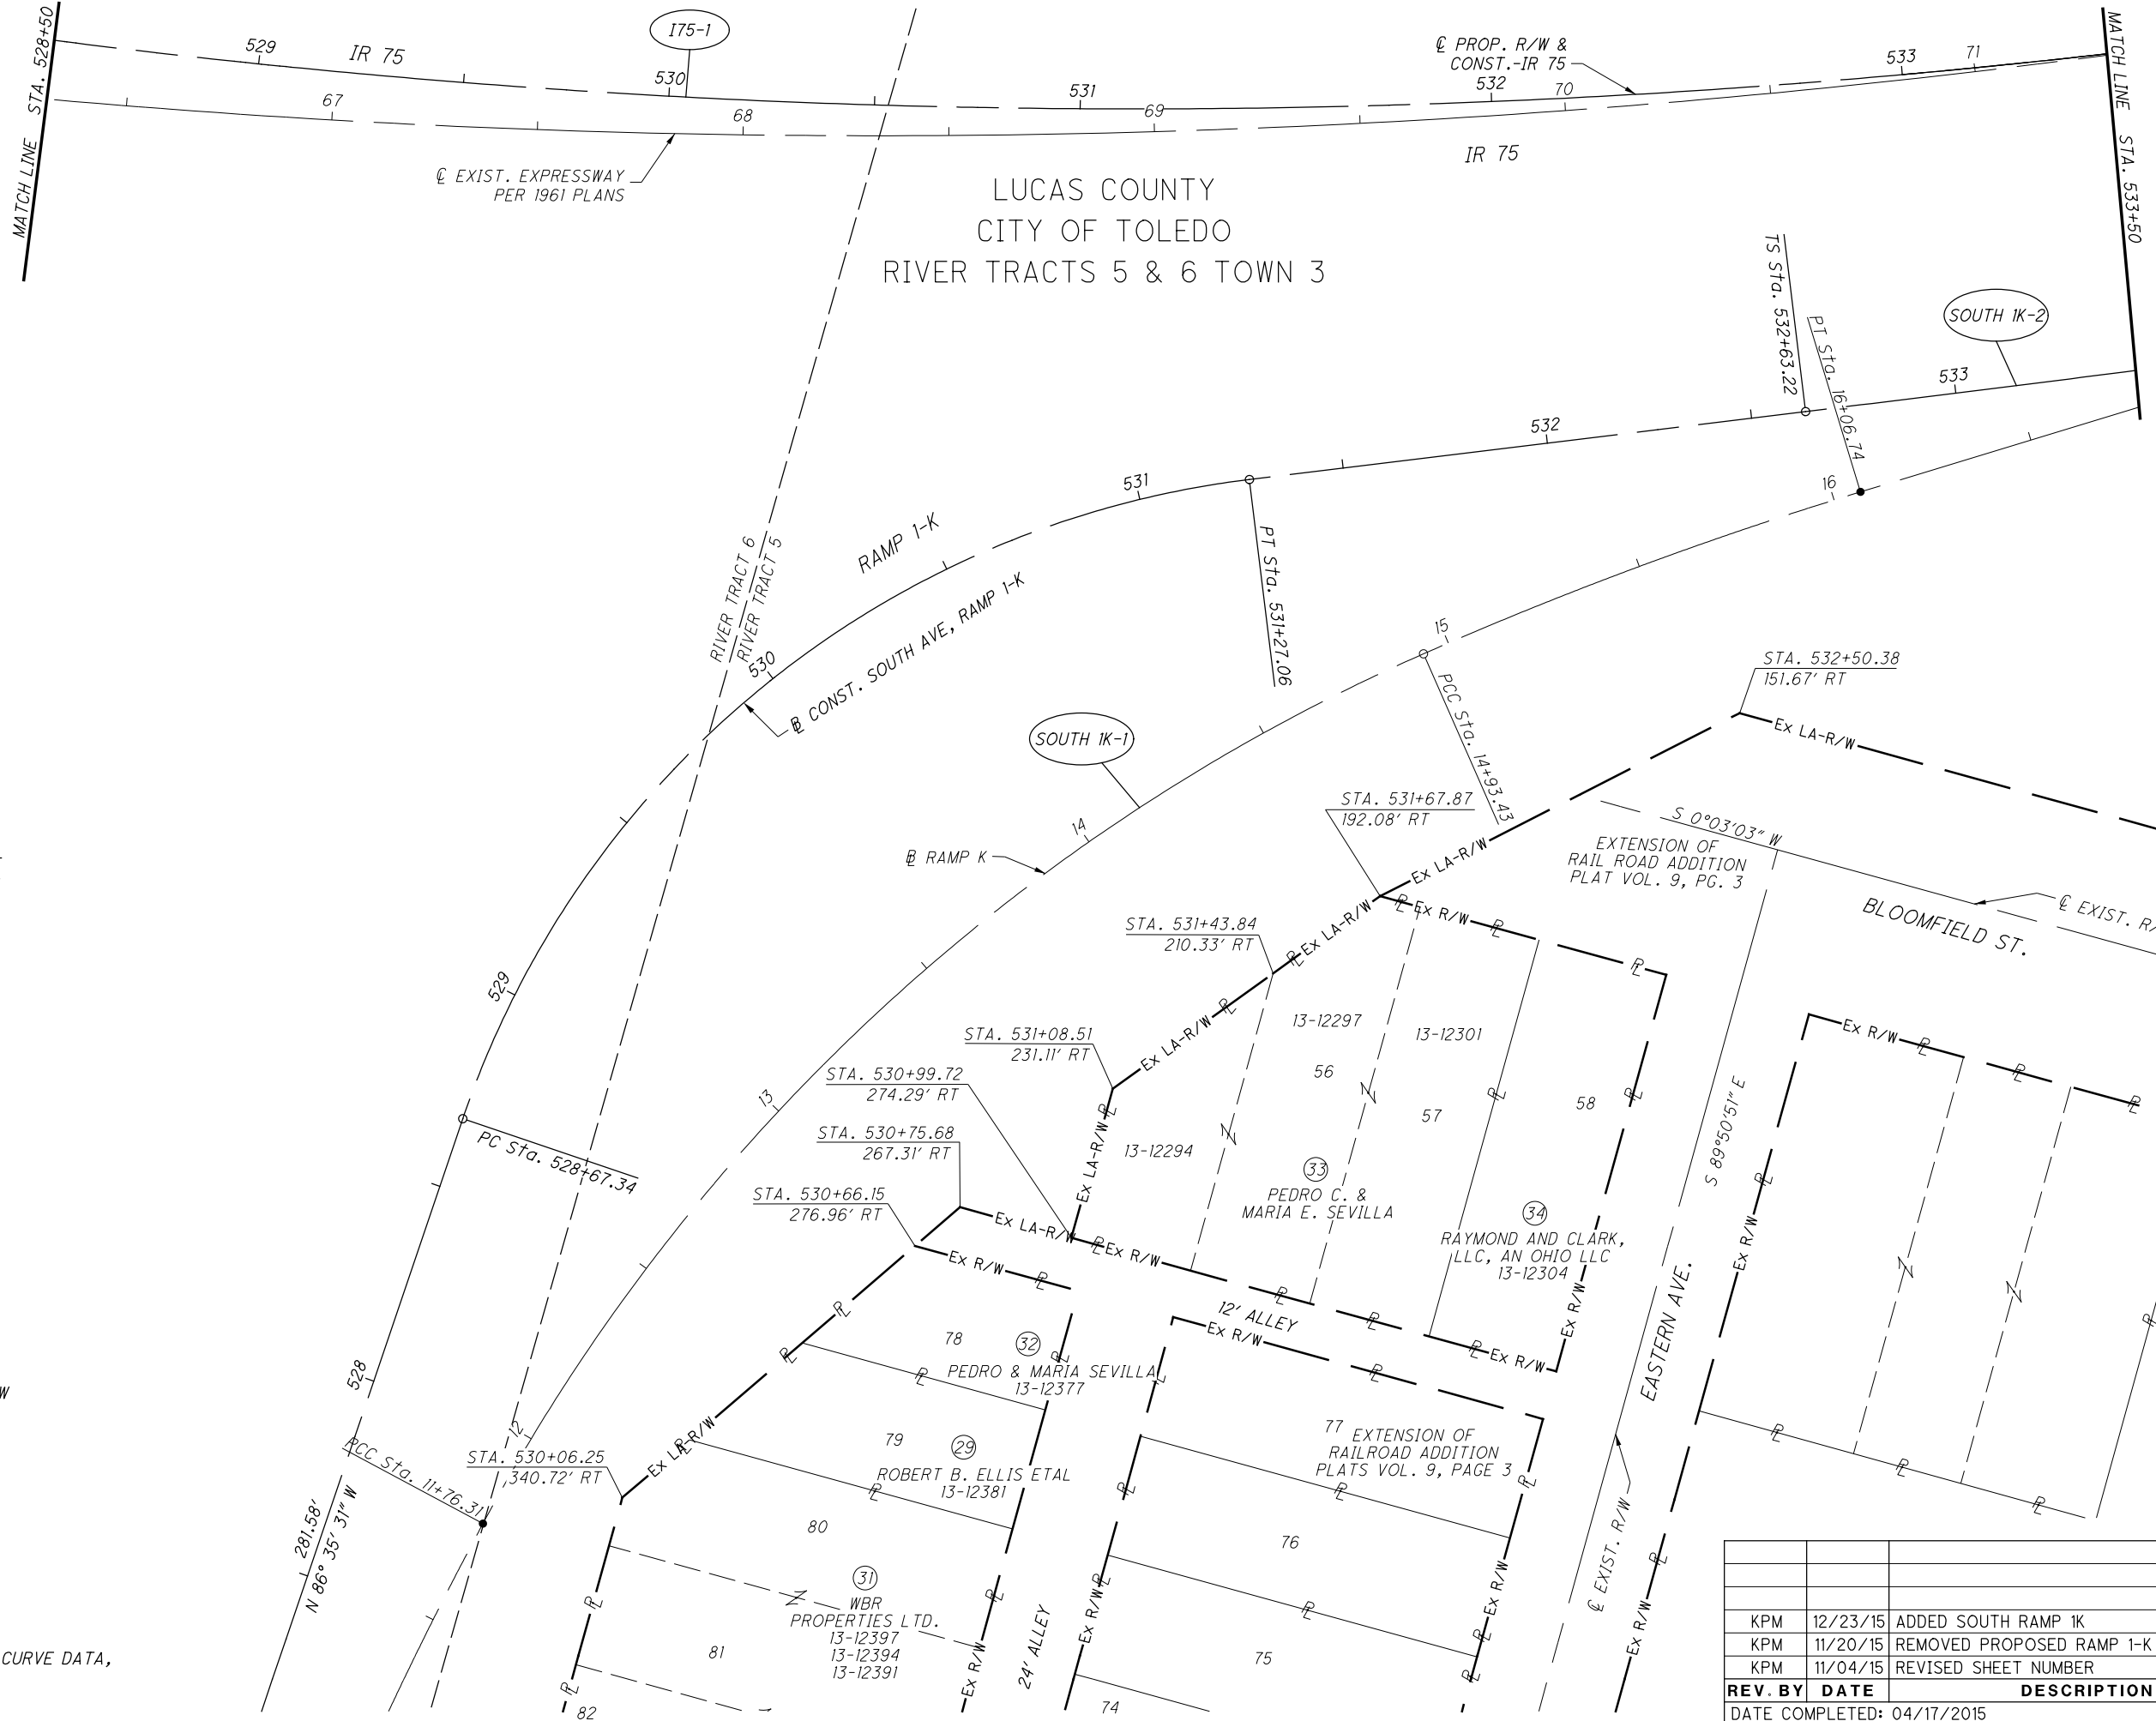 MATCH LINE STA. 528+50
529
IR 75
I75-1
530
531
℄ PROP. R/W &
CONST.-IR 75
532
533
71
MATCH LINE STA. 533+50
67
68
69
70
IR 75
℄ EXIST. EXPRESSWAY
PER 1961 PLANS
LUCAS COUNTY
CITY OF TOLEDO
RIVER TRACTS 5 & 6 TOWN 3
TS Sta. 532+63.22
PT Sta. 16+06.74
SOUTH 1K-2
533
532
531
16
RAMP 1-K
PT Sta. 531+27.06
RIVER TRACT 6
RIVER TRACT 5
530
℄ CONST. SOUTH AVE, RAMP 1-K
15
PCC Sta. 14+93.43
STA. 532+50.38
151.67' RT
Ex LA-R/W
SOUTH 1K-1
14
STA. 531+67.87
192.08' RT
S 0°03'03" W
EXTENSION OF
RAIL ROAD ADDITION
PLAT VOL. 9, PG. 3
Ex LA-R/W
B RAMP K
℄ EXIST. R/
BLOOMFIELD ST.
Ex R/W
STA. 531+43.84
210.33' RT
Ex LA-R/W
529
13
STA. 531+08.51
231.11' RT
Ex LA-R/W
13-12297
13-12301
Ex R/W
56
57
58
STA. 530+99.72
274.29' RT
S 89°50'51" E
PC Sta. 528+67.34
STA. 530+75.68
267.31' RT
13-12294
Ex LA-R/W
33
PEDRO C. &
MARIA E. SEVILLA
STA. 530+66.15
276.96' RT
Ex LA-R/W
34
RAYMOND AND CLARK,
LLC, AN OHIO LLC
13-12304
Ex R/W
Ex R/W
Ex R/W
Ex R/W
12' ALLEY
Ex R/W
Ex R/W
Ex R/W
EASTERN AVE.
528
78
32
PEDRO & MARIA SEVILLA
13-12377
W
12
PCC Sta. 11+76.31
STA. 530+06.25
340.72' RT
Ex LA-R/W
79
29
ROBERT B. ELLIS ETAL
13-12381
77
EXTENSION OF
RAILROAD ADDITION
PLATS VOL. 9, PAGE 3
281.58'
N 86° 35' 31" W
80
76
℄ EXIST. R/W
31
WBR
PROPERTIES LTD.
13-12397
13-12394
13-12391
Ex R/W
Ex R/W
Ex R/W
Ex R/W
24' ALLEY
81
75
82
74
CURVE DATA,
KPM 12/23/15 ADDED SOUTH RAMP 1K
KPM 11/20/15 REMOVED PROPOSED RAMP 1-K
KPM 11/04/15 REVISED SHEET NUMBER
REV. BY DATE DESCRIPTION
DATE COMPLETED: 04/17/2015